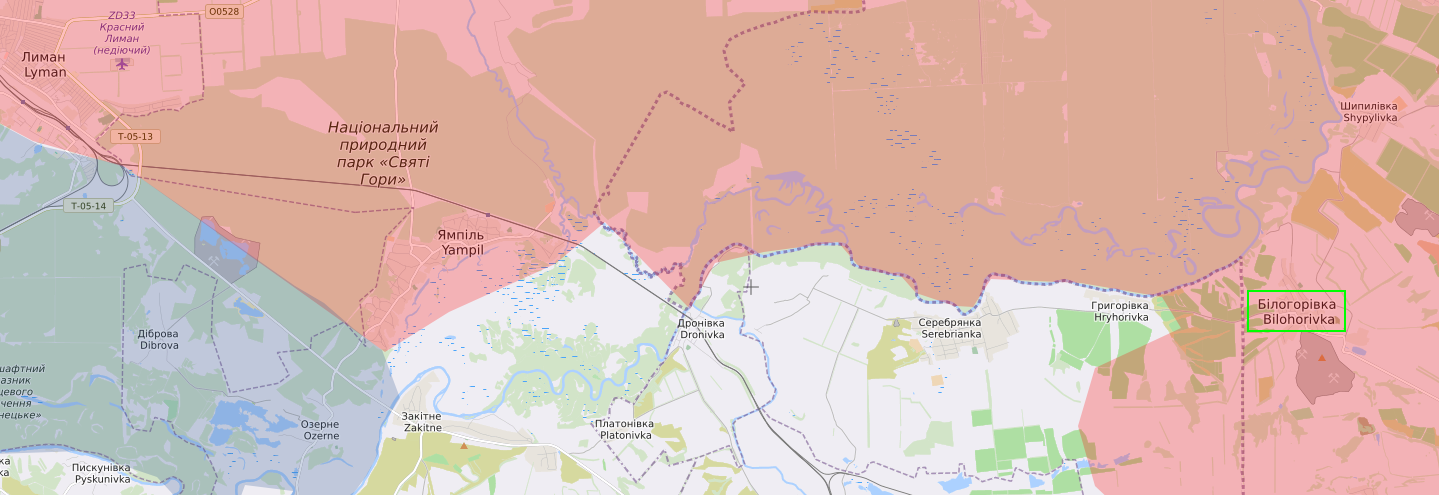 ZD33
Красний
Лиман
(недіючий)
O0528
Лиман
Lyman
T-05-13
Національний
природний
парк «Святі
Гори»
Шипилівка
Shypylivka
T-05-14
Ямпіль
Yampil
Білогорівка
Bilohorivka
Григорівка
Hryhorivka
Дронівка
Dronivka
Серебрянка
Serebrianka
Діброва
Dibrova
Озерне
Ozerne
Закітне
Zakitne
Платонівка
Platonivka
Пискунівка
Pyskunivka